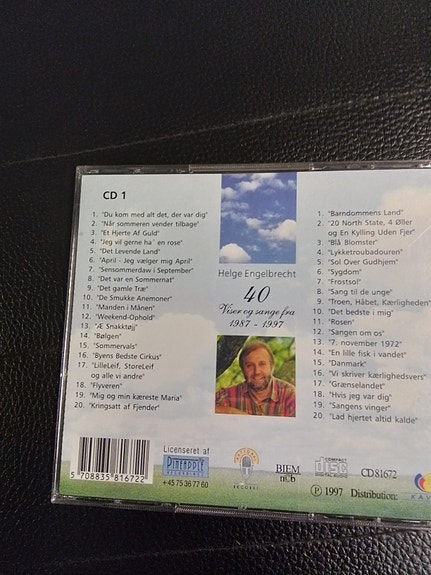 CD 1
1. "Du kom med alt det, der var dig"
2. "Når sommeren vender tilbage"
3. "Et Hjerte Af Guld"
4. "Jeg vil gerne ha´ en rose"
5. "Det Levende Land"
6. "April - Jeg vælger mig April"
7. "Sensommerdaw i September"
8. "Det var en Sommernat"
9. "Det gamle Træ"
10. "De Smukke Anemoner"
11. "Manden i Månen"
12. "Weekend-Ophold"
13. "Æ Snakktøj"
14. "Bølgen"
15. "Sommervals"
16. "Byens Bedste Cirkus"
17. "LilleLeif, StoreLeif
og alle vi andre"
18. "Flyveren"
19. "Mig og min kæreste Maria"
20. "Kringsatt af Fjender"
Helge Engelbrecht
40
Viser og sange fra
1987 - 1997
1. "Barndommens Land"
2. "20 North State, 4 Øller
og En Kylling Uden Fjer"
3. "Blå Blomster"
4. "Lykketroubadouren"
5. "Sol Over Gudhjem"
6. "Sygdom"
7. "Frostsol"
8. "Sang til de unge"
9. "Troen, Håbet, Kærligheden"
10. "Det bedste i mig"
11. "Rosen"
12. "Sangen om os"
13. "7. november 1972"
14. "En lille fisk i vandet"
15. "Danmark"
16. "Vi skriver kærlighedsvers"
17. "Grænselandet"
18. "Hvis jeg var dig"
19. "Sangens vinger"
20. "Lad hjertet altid kalde"
5 708835 816722
Licenseret af
PINEAPPLE
+45 75 36 77 60
RECORDS
BIEM
ncb
COMPACT
disc
DIGITAL AUDIO
CD 81672
℗ 1997 Distribution: